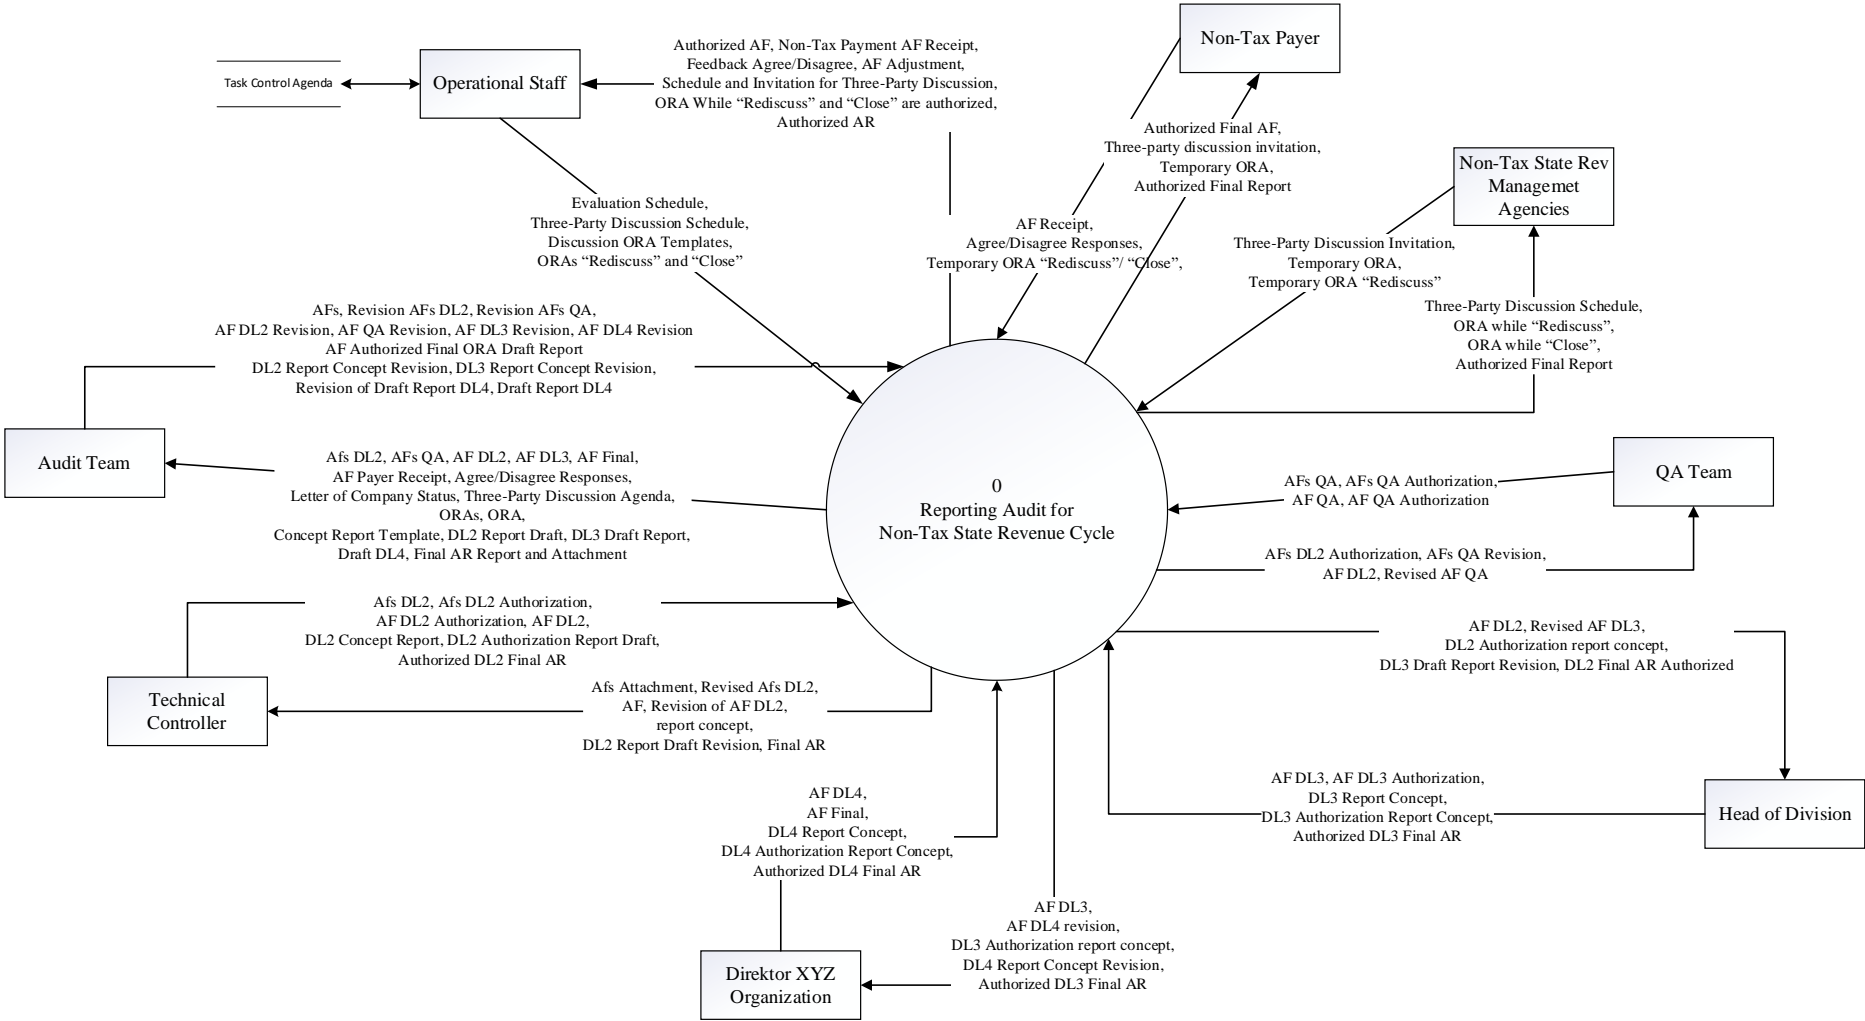 Non-Tax Payer
Authorized AF, Non-Tax Payment AF Receipt,
Feedback Agree/Disagree, AF Adjustment,
Schedule and Invitation for Three-Party Discussion,
ORA While “Rediscuss” and “Close” are authorized,
Authorized AR
Task Control Agenda
Operational Staff
Authorized Final AF,
Three-party discussion invitation,
Temporary ORA,
Authorized Final Report
Non-Tax State Rev
Managemet
Agencies
Evaluation Schedule,
Three-Party Discussion Schedule,
Discussion ORA Templates,
ORAs “Rediscuss” and “Close”
AF Receipt,
Agree/Disagree Responses,
Temporary ORA “Rediscuss”/ “Close”,
Three-Party Discussion Invitation,
Temporary ORA,
Temporary ORA “Rediscuss”
Three-Party Discussion Schedule,
ORA while “Rediscuss”,
ORA while “Close”,
Authorized Final Report
AFs, Revision AFs DL2, Revision AFs QA,
AF DL2 Revision, AF QA Revision, AF DL3 Revision, AF DL4 Revision
AF Authorized Final ORA Draft Report
DL2 Report Concept Revision, DL3 Report Concept Revision,
Revision of Draft Report DL4, Draft Report DL4
Audit Team
Afs DL2, AFs QA, AF DL2, AF DL3, AF Final,
AF Payer Receipt, Agree/Disagree Responses,
Letter of Company Status, Three-Party Discussion Agenda,
ORAs, ORA,
Concept Report Template, DL2 Report Draft, DL3 Draft Report,
Draft DL4, Final AR Report and Attachment
0
Reporting Audit for
Non-Tax State Revenue Cycle
AFs QA, AFs QA Authorization,
AF QA, AF QA Authorization
QA Team
AFs DL2 Authorization, AFs QA Revision,
AF DL2, Revised AF QA
Afs DL2, Afs DL2 Authorization,
AF DL2 Authorization, AF DL2,
DL2 Concept Report, DL2 Authorization Report Draft,
Authorized DL2 Final AR
AF DL2, Revised AF DL3,
DL2 Authorization report concept,
DL3 Draft Report Revision, DL2 Final AR Authorized
Technical
Controller
Afs Attachment, Revised Afs DL2,
AF, Revision of AF DL2,
report concept,
DL2 Report Draft Revision, Final AR
AF DL3, AF DL3 Authorization,
DL3 Report Concept,
DL3 Authorization Report Concept,
Authorized DL3 Final AR
Head of Division
AF DL4,
AF Final,
DL4 Report Concept,
DL4 Authorization Report Concept,
Authorized DL4 Final AR
Direktor XYZ
Organization
AF DL3,
AF DL4 revision,
DL3 Authorization report concept,
DL4 Report Concept Revision,
Authorized DL3 Final AR